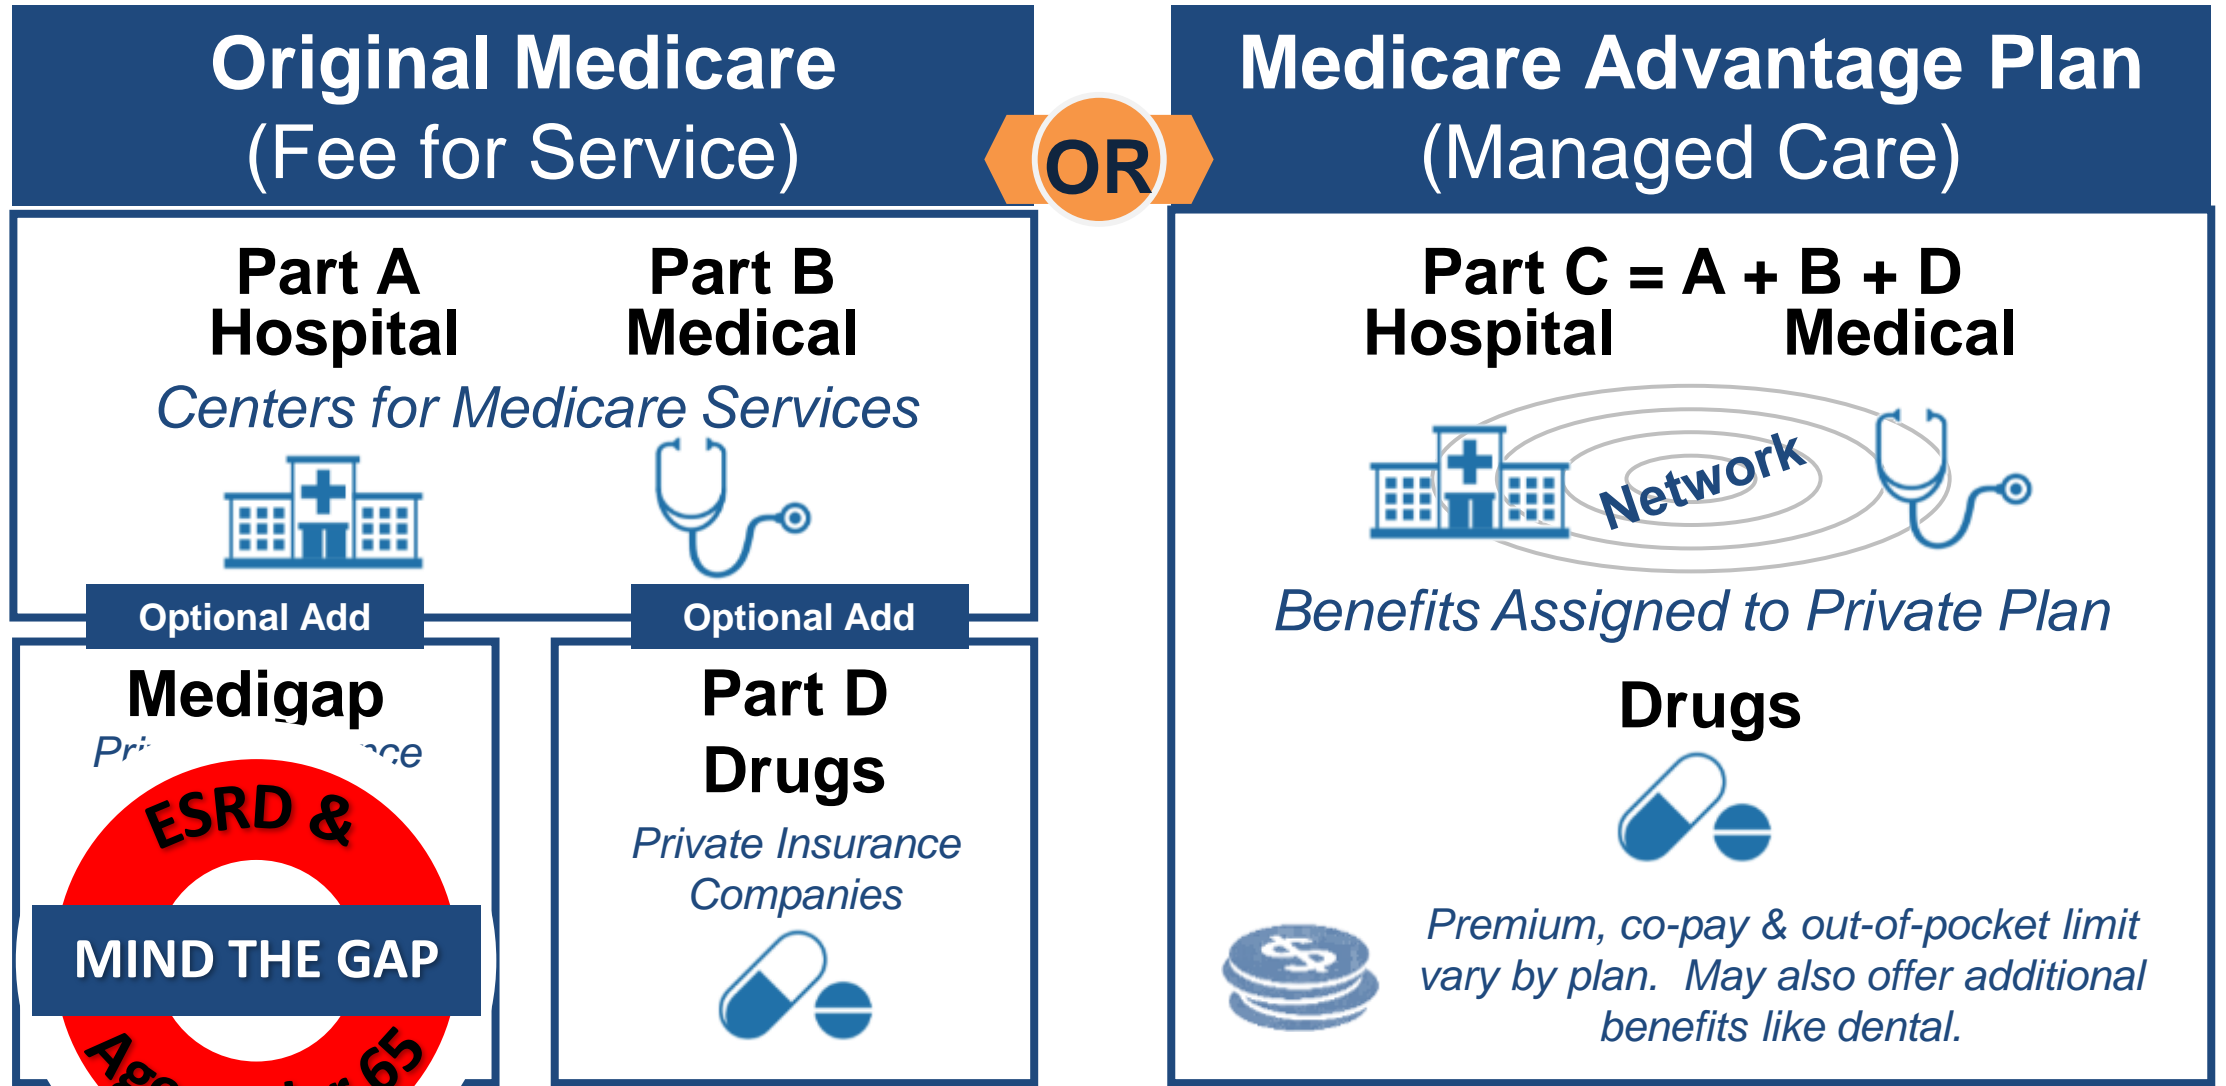 Original Medicare
(Fee for Service)
OR
Medicare Advantage Plan
(Managed Care)
Part A
Hospital
Part B
Medical
Centers for Medicare Services
Optional Add
Medigap
ESRD &
MIND THE GAP
65
Optional Add
Part D
Drugs
Private Insurance
Companies
Part C = A + B + D
Hospital Medical
Network
Benefits Assigned to Private Plan
Drugs
Premium, co-pay & out-of-pocket limit
vary by plan. May also offer additional
benefits like dental.